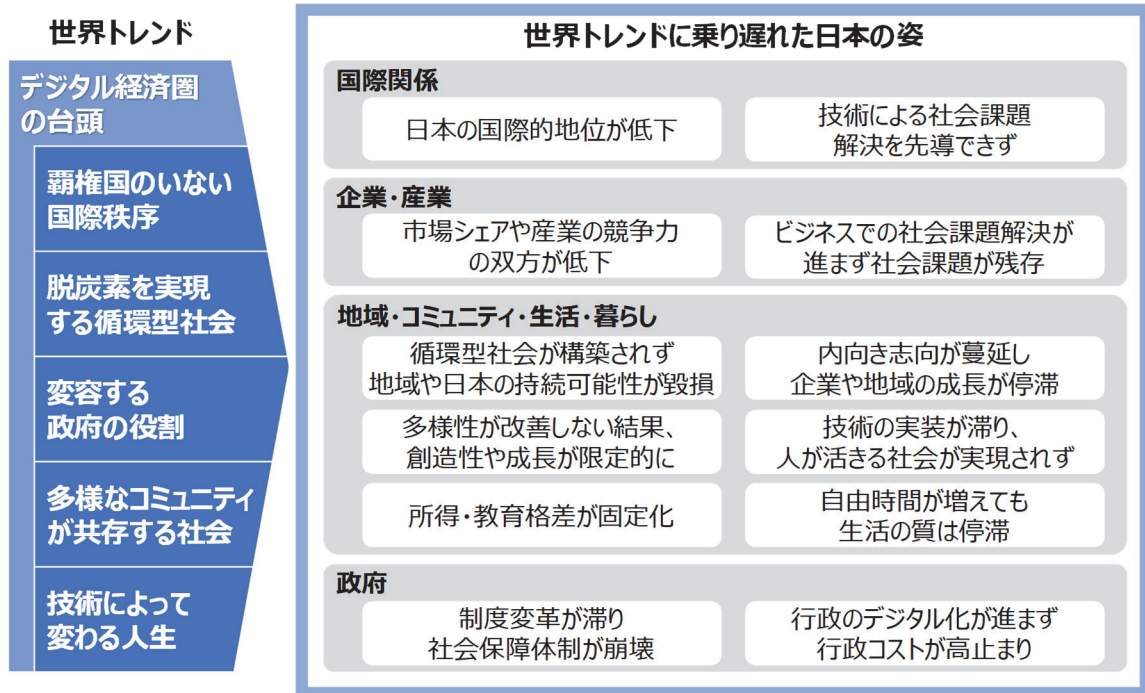 世界トレンド
デジタル経済圏
の台頭
覇権国のいない
国際秩序
脱炭素を実現
する循環型社会
変容する
政府の役割
多様なコミュニティ
が共存する社会
技術によって
変わる人生
世界トレンドに乗り遅れた日本の姿
国際関係
日本の国際的地位が低下
技術による社会課題
解決を先導できず
企業・産業
市場シェアや産業の競争力
の双方が低下
ビジネスでの社会課題解決が
進まず社会課題が残存
地域・コミュニティ・生活・暮らし
循環型社会が構築されず
地域や日本の持続可能性が毀損
内向き志向が蔓延し
企業や地域の成長が停滞
多様性が改善しない結果、
創造性や成長が限定的に
技術の実装が滞り、
人が活きる社会が実現されず
所得・教育格差が固定化
自由時間が増えても
生活の質は停滞
政府
制度変革が滞り
社会保障体制が崩壊
行政のデジタル化が進まず
行政コストが高止まり